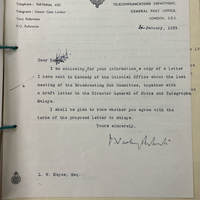 TELECOMMUNICATIONS DEPARTMENT,
GENERAL POST OFFICE,
LONDON, E.C.1.
January, 1939
Dear
I am enclosing for your information, a copy of a letter
I have sent to Kennedy of the Colonial Office about the last
meeting of the Broadcasting Sub Committee, together with
a draft letter to the Director General of Posts and Telegraphs,
Malaya.
I shall be glad to know whether you agree with the
terms of the proposed letter to Malaya.
Yours sincerely,
L. W. Hayes, Esq.